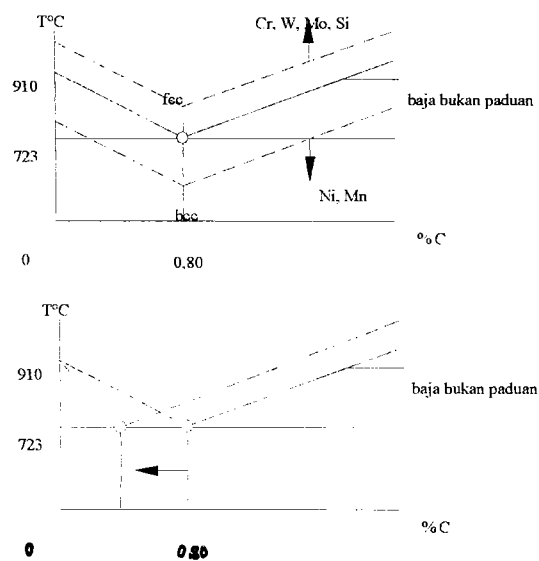 T°C
Cr, W, Mo, Si
910
fcc
baja bukan paduan
723
Ni, Mn
bcc
% C
0
0,80
T°C
910
baja bukan paduan
723
% C
0
0,80